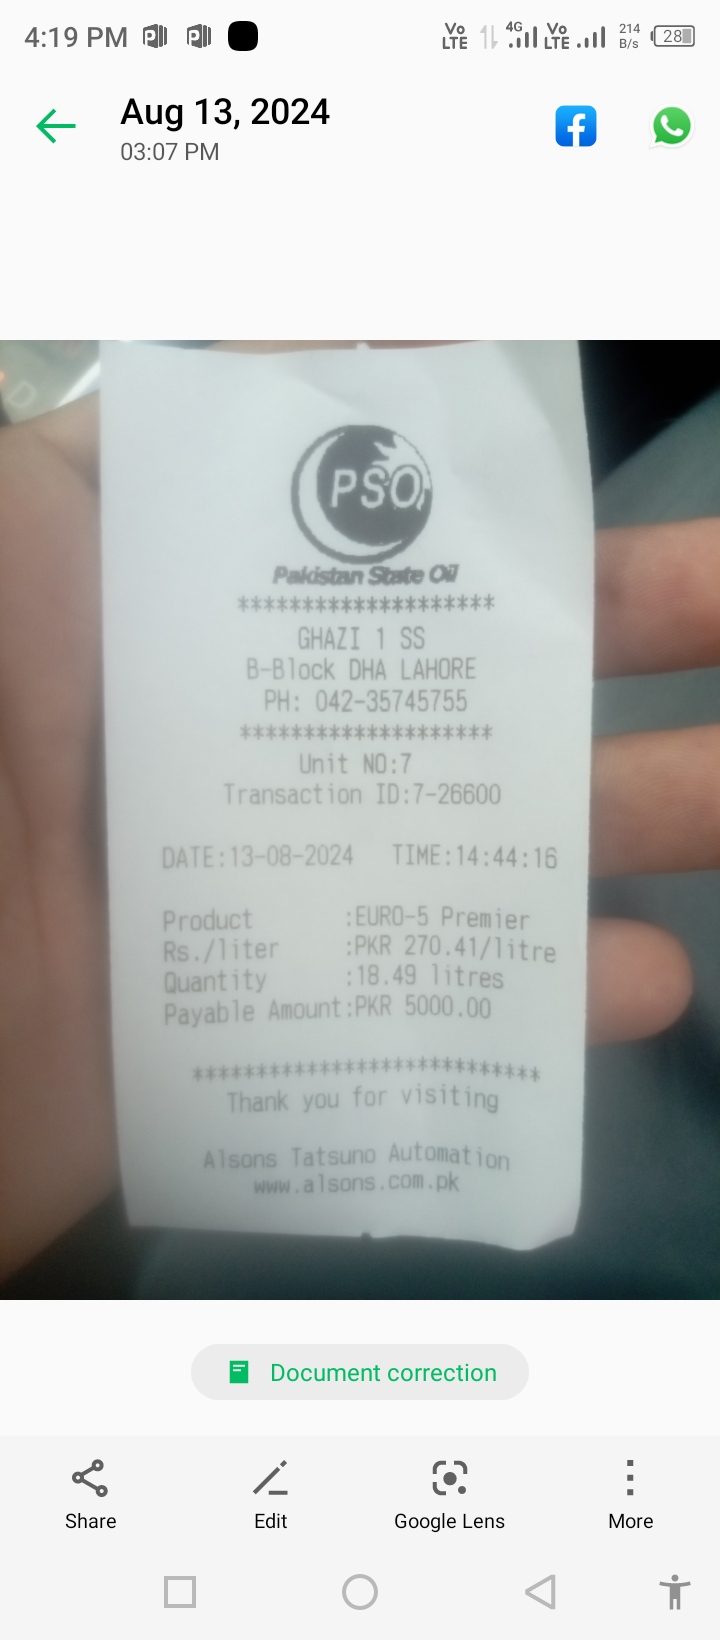 4:19 PM
Vo LTE 4G Vo LTE 214 B/s 28
Aug 13, 2024
03:07 PM
PSO
Pakistan State Oil
********************
GHAZI 1 SS
B-Block DHA LAHORE
PH: 042-35745755
********************
Unit NO:7
Transaction ID:7-26600
DATE:13-08-2024 TIME:14:44:16
Product :EURO-5 Premier
Rs./liter :PKR 270.41/litre
Quantity :18.49 litres
Payable Amount:PKR 5000.00
***************************
Thank you for visiting
Alsons Tatsuno Automation
www.alsons.com.pk
Document correction
Share Edit Google Lens More